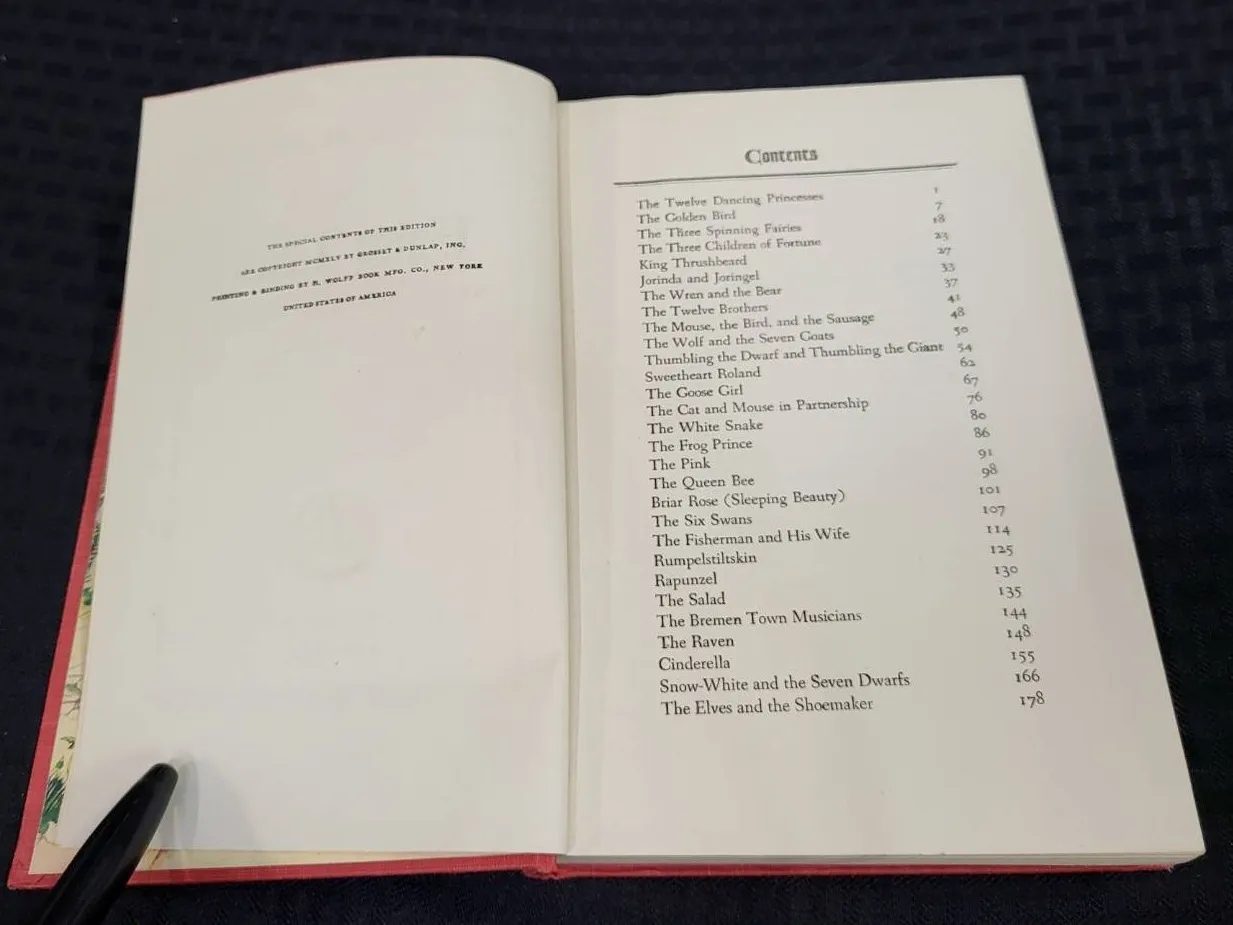 THE SPECIAL CONTENTS OF THIS EDITION
ARE COPYRIGHT MCMXLV BY GROSSET & DUNLAP, INC.
PRINTING & BINDING BY H. WOLFF BOOK MFG. CO., NEW YORK
UNITED STATES OF AMERICA
Contents
The Twelve Dancing Princesses 1
The Golden Bird 7
The Three Spinning Fairies 18
The Three Children of Fortune 23
King Thrushbeard 27
Jorinda and Joringel 33
The Wren and the Bear 37
The Twelve Brothers 41
The Mouse, the Bird, and the Sausage 48
The Wolf and the Seven Goats 50
Thumbling the Dwarf and Thumbling the Giant 54
Sweetheart Roland 62
The Goose Girl 67
The Cat and Mouse in Partnership 76
The White Snake 80
The Frog Prince 86
The Pink 91
The Queen Bee 98
Briar Rose (Sleeping Beauty) 101
The Six Swans 107
The Fisherman and His Wife 114
Rumpelstiltskin 125
Rapunzel 130
The Salad 135
The Bremen Town Musicians 144
The Raven 148
Cinderella 155
Snow-White and the Seven Dwarfs 166
The Elves and the Shoemaker 178